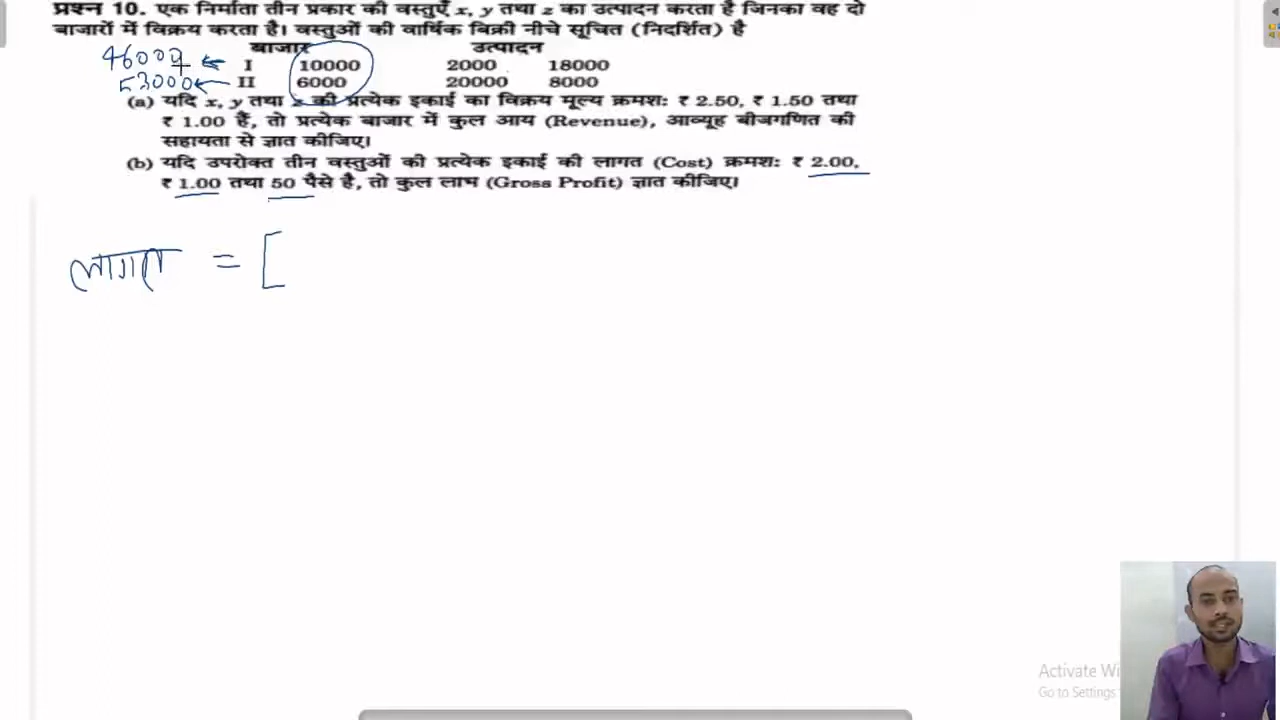 प्रश्न 10. एक निर्माता तीन प्रकार की वस्तुएँ x, y तथा z का उत्पादन करता है जिनका वह दो
बाजारों में विक्रय करता है। वस्तुओं की वार्षिक बिक्री नीचे सूचित (निदर्शित) है
बाजार उत्पादन
46000 I 10000 2000 18000
53000 II 6000 20000 8000
(a) यदि x, y तथा z की प्रत्येक इकाई का विक्रय मूल्य क्रमश: ₹ 2.50, ₹ 1.50 तथा
₹ 1.00 हैं, तो प्रत्येक बाजार में कुल आय (Revenue), आव्यूह बीजगणित की
सहायता से ज्ञात कीजिए।
(b) यदि उपरोक्त तीन वस्तुओं की प्रत्येक इकाई की लागत (Cost) क्रमश: ₹ 2.00,
₹ 1.00 तथा 50 पैसे है, तो कुल लाभ (Gross Profit) ज्ञात कीजिए।
लागत = [
Activate Wi
Go to Settings